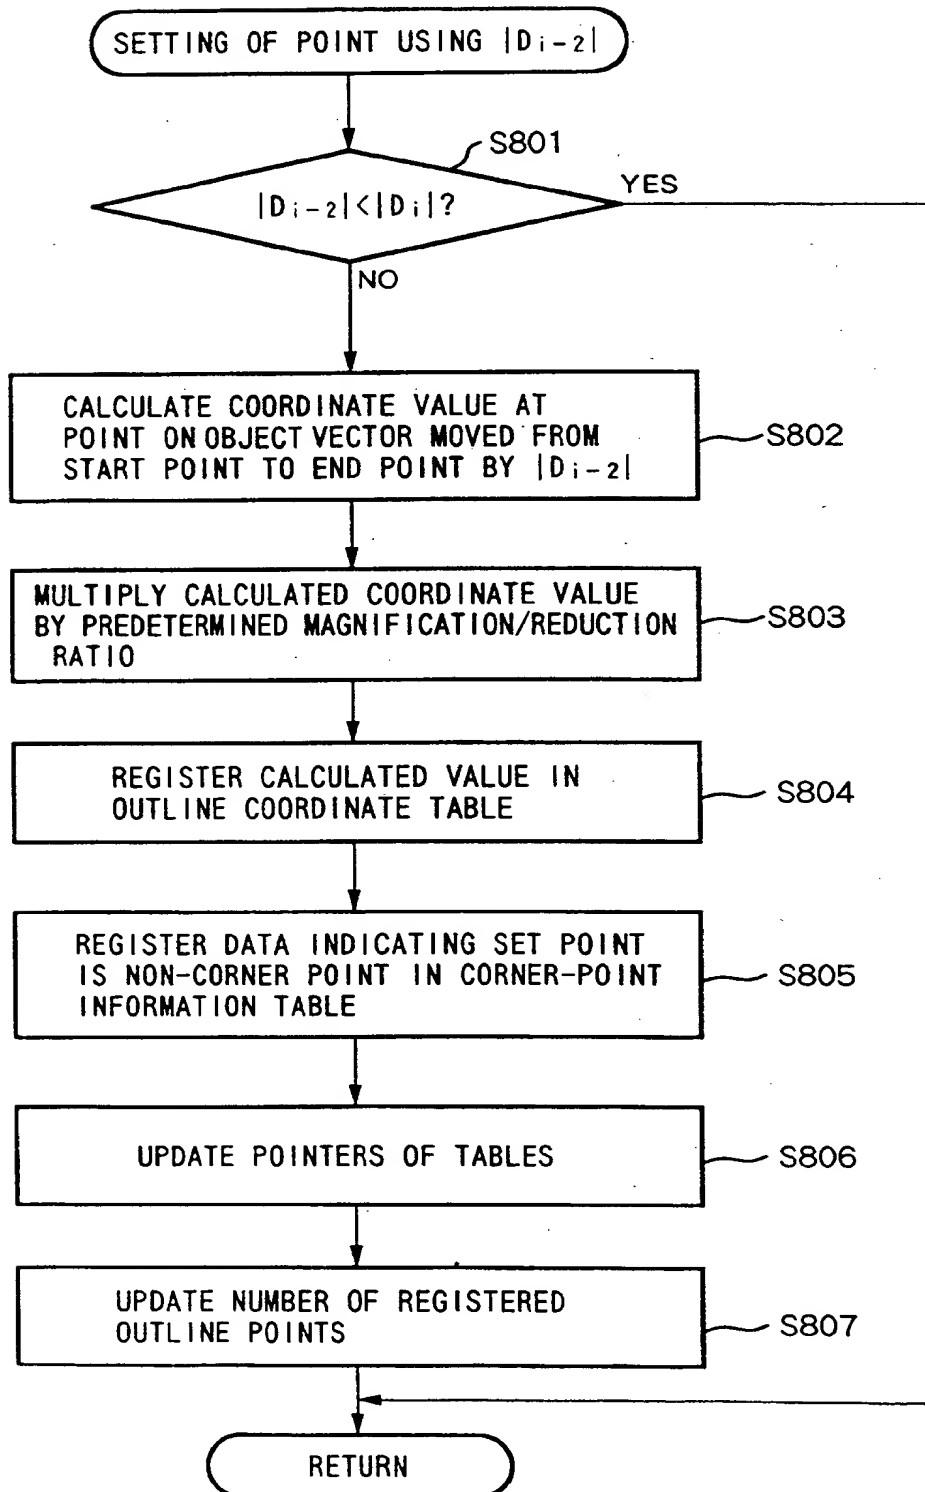 SETTING OF POINT USING |Di-2|
S801
YES
|Di-2|<|Di|?
NO
CALCULATE COORDINATE VALUE AT
POINT ON OBJECT VECTOR MOVED FROM
START POINT TO END POINT BY |Di-2|
S802
MULTIPLY CALCULATED COORDINATE VALUE
BY PREDETERMINED MAGNIFICATION/REDUCTION
RATIO
S803
REGISTER CALCULATED VALUE IN
OUTLINE COORDINATE TABLE
S804
REGISTER DATA INDICATING SET POINT
IS NON-CORNER POINT IN CORNER-POINT
INFORMATION TABLE
S805
UPDATE POINTERS OF TABLES
S806
UPDATE NUMBER OF REGISTERED
OUTLINE POINTS
S807
RETURN